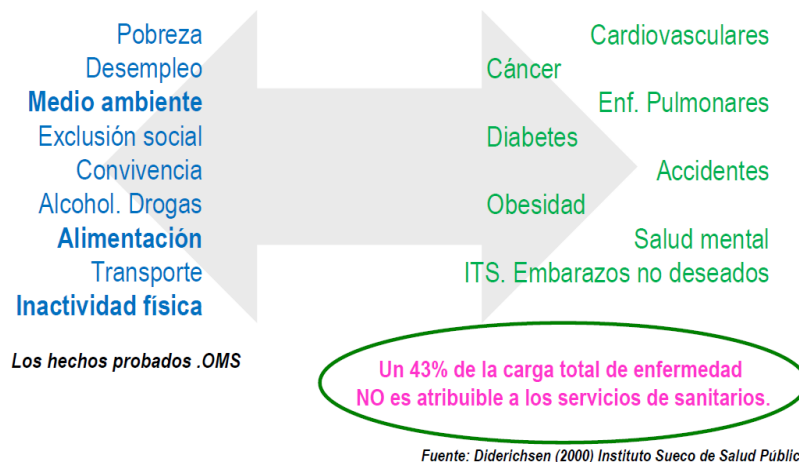 Pobreza
Desempleo
Medio ambiente
Exclusión social
Convivencia
Alcohol. Drogas
Alimentación
Transporte
Inactividad física
Los hechos probados .OMS
Cardiovasculares
Cáncer
Enf. Pulmonares
Diabetes
Accidentes
Obesidad
Salud mental
ITS. Embarazos no deseados
Un 43% de la carga total de enfermedad
NO es atribuible a los servicios de sanitarios.
Fuente: Diderichsen (2000) Instituto Sueco de Salud Públic